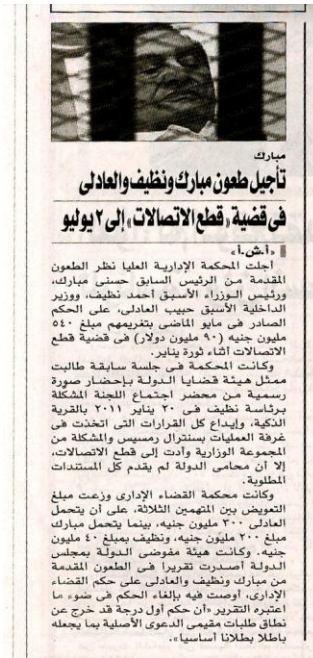 مبارك
تأجيل طعون مبارك ونظيف والعادلى
فى قضية «قطع الاتصالات» إلى ٢ يوليو
«أ.ش.أ»
أجلت المحكمة الإدارية العليا نظر الطعون
المقدمة من الرئيس السابق حسنى مبارك،
ورئيس الوزراء الأسبق أحمد نظيف، ووزير
الداخلية الأسبق حبيب العادلى، على الحكم
الصادر فى مايو الماضى بتغريمهم مبلغ ٥٤٠
مليون جنيه (٩٠ مليون دولار) فى قضية قطع
الاتصالات أثناء ثورة يناير.
وكانت المحكمة فى جلسة سابقة طالبت
ممثل هيئة قضايا الدولة بإحضار صورة
رسمية من محضر اجتماع اللجنة المشكلة
برئاسة نظيف فى ٢٠ يناير ٢٠١١ بالقرية
الذكية، وإيداع كل القرارات التى اتخذت فى
غرفة العمليات بسنترال رمسيس والمشكلة من
المجموعة الوزارية وأدت إلى قطع الاتصالات،
إلا أن محامى الدولة لم يقدم كل المستندات
المطلوبة.
وكانت محكمة القضاء الإدارى وزعت مبلغ
التعويض بين المتهمين الثلاثة، على أن يتحمل
العادلى ٣٠٠ مليون جنيه، بينما يتحمل مبارك
مبلغ ٢٠٠ مليون جنيه، ونظيف بمبلغ ٤٠ مليون
جنيه. وكانت هيئة مفوضى الدولة بمجلس
الدولة أصدرت تقريرا فى الطعون المقدمة
من مبارك ونظيف والعادلى على حكم القضاء
الإدارى، أوصت فيه بإلغاء الحكم فى ضوء ما
اعتبره التقرير «أن حكم أول درجة قد خرج عن
نطاق طلبات مقيمى الدعوى الأصلية بما يجعله
باطلا بطلانا أساسيا».